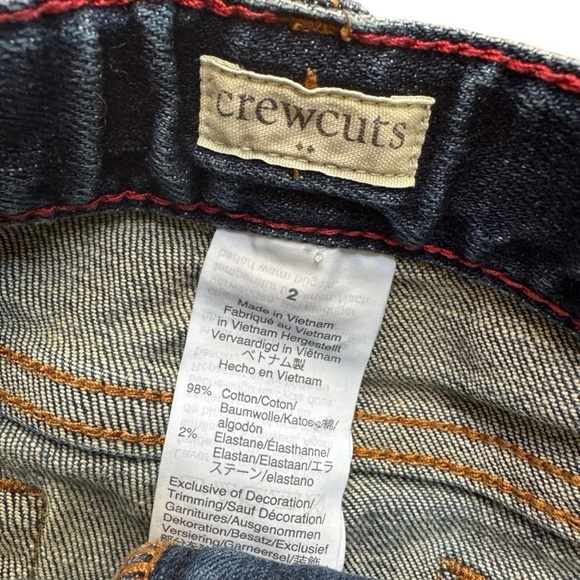 crewcuts
2
Made in Vietnam
Fabriqué au Vietnam
in Vietnam Hergestellt
Vervaardigd in Viëtnam
ベトナム製
Hecho en Vietnam
98% Cotton/Coton/
Baumwolle/Katoen/綿/
algodón
2% Elastane/Élasthanne/
Elastan/Elastaan/エラ
ステーン/elastano
Exclusive of Decoration/
Trimming/Sauf Décoration/
Garnitures/Ausgenommen
Dekoration/Besatz/Exclusief
Versiering/Garneersel/装